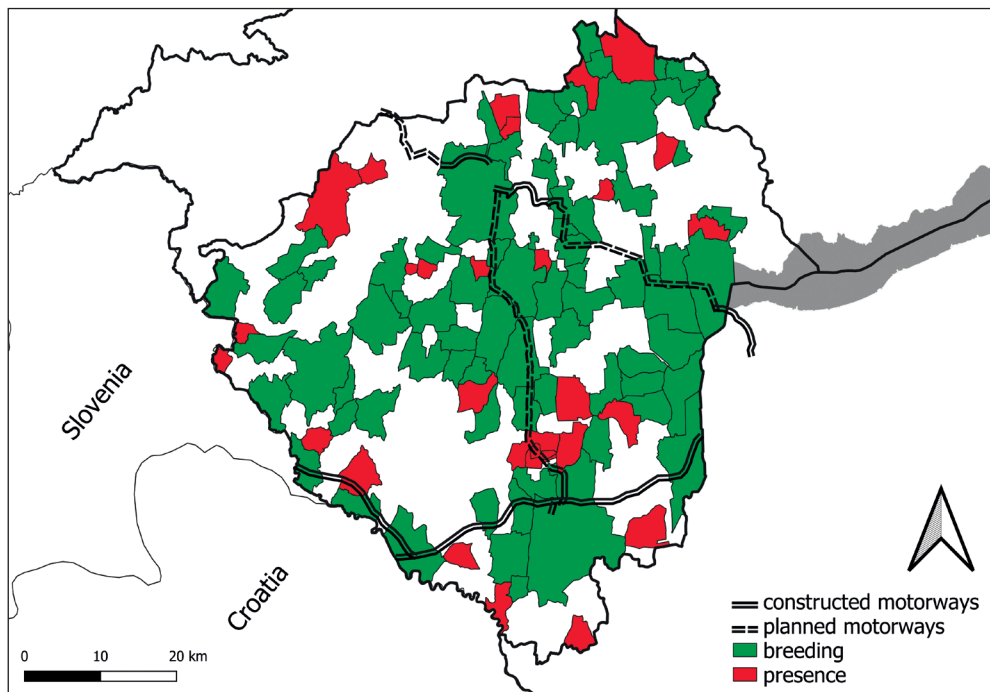 Slovenia
Croatia
constructed motorways
planned motorways
breeding
presence
0 10 20 km